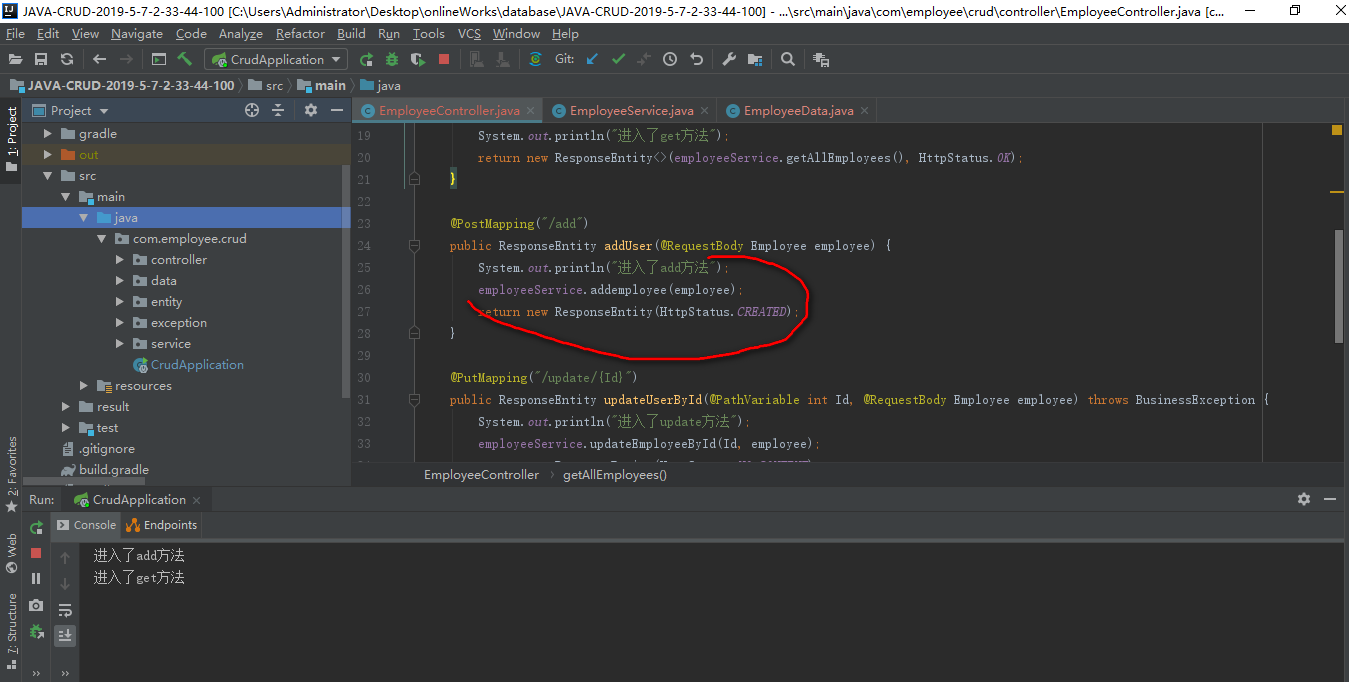 JAVA-CRUD-2019-5-7-2-33-44-100 [C:\Users\Administrator\Desktop\onlineWorks\database\JAVA-CRUD-2019-5-7-2-33-44-100] - ...\src\main\java\com\employee\crud\controller\EmployeeController.java [c...
File Edit View Navigate Code Analyze Refactor Build Run Tools VCS Window Help
CrudApplication Git:
JAVA-CRUD-2019-5-7-2-33-44-100 src main java
Project EmployeeController.java EmployeeService.java EmployeeData.java
1: Project
gradle
out
src
main
java
com.employee.crud
controller
data
entity
exception
service
CrudApplication
resources
result
test
.gitignore
build.gradle
19 System.out.println("进入了get方法");
20 return new ResponseEntity<>(employeeService.getAllEmployees(), HttpStatus.OK);
21 }
22
23 @PostMapping("/add")
24 public ResponseEntity addUser(@RequestBody Employee employee) {
25 System.out.println("进入了add方法");
26 employeeService.addemployee(employee);
27 return new ResponseEntity(HttpStatus.CREATED);
28 }
29
30 @PutMapping("/update/{Id}")
31 public ResponseEntity updateUserById(@PathVariable int Id, @RequestBody Employee employee) throws BusinessException {
32 System.out.println("进入了update方法");
33 employeeService.updateEmployeeById(Id, employee);
EmployeeController getAllEmployees()
2: Favorites
Web
7: Structure
Run: CrudApplication
Console Endpoints
进入了add方法
进入了get方法